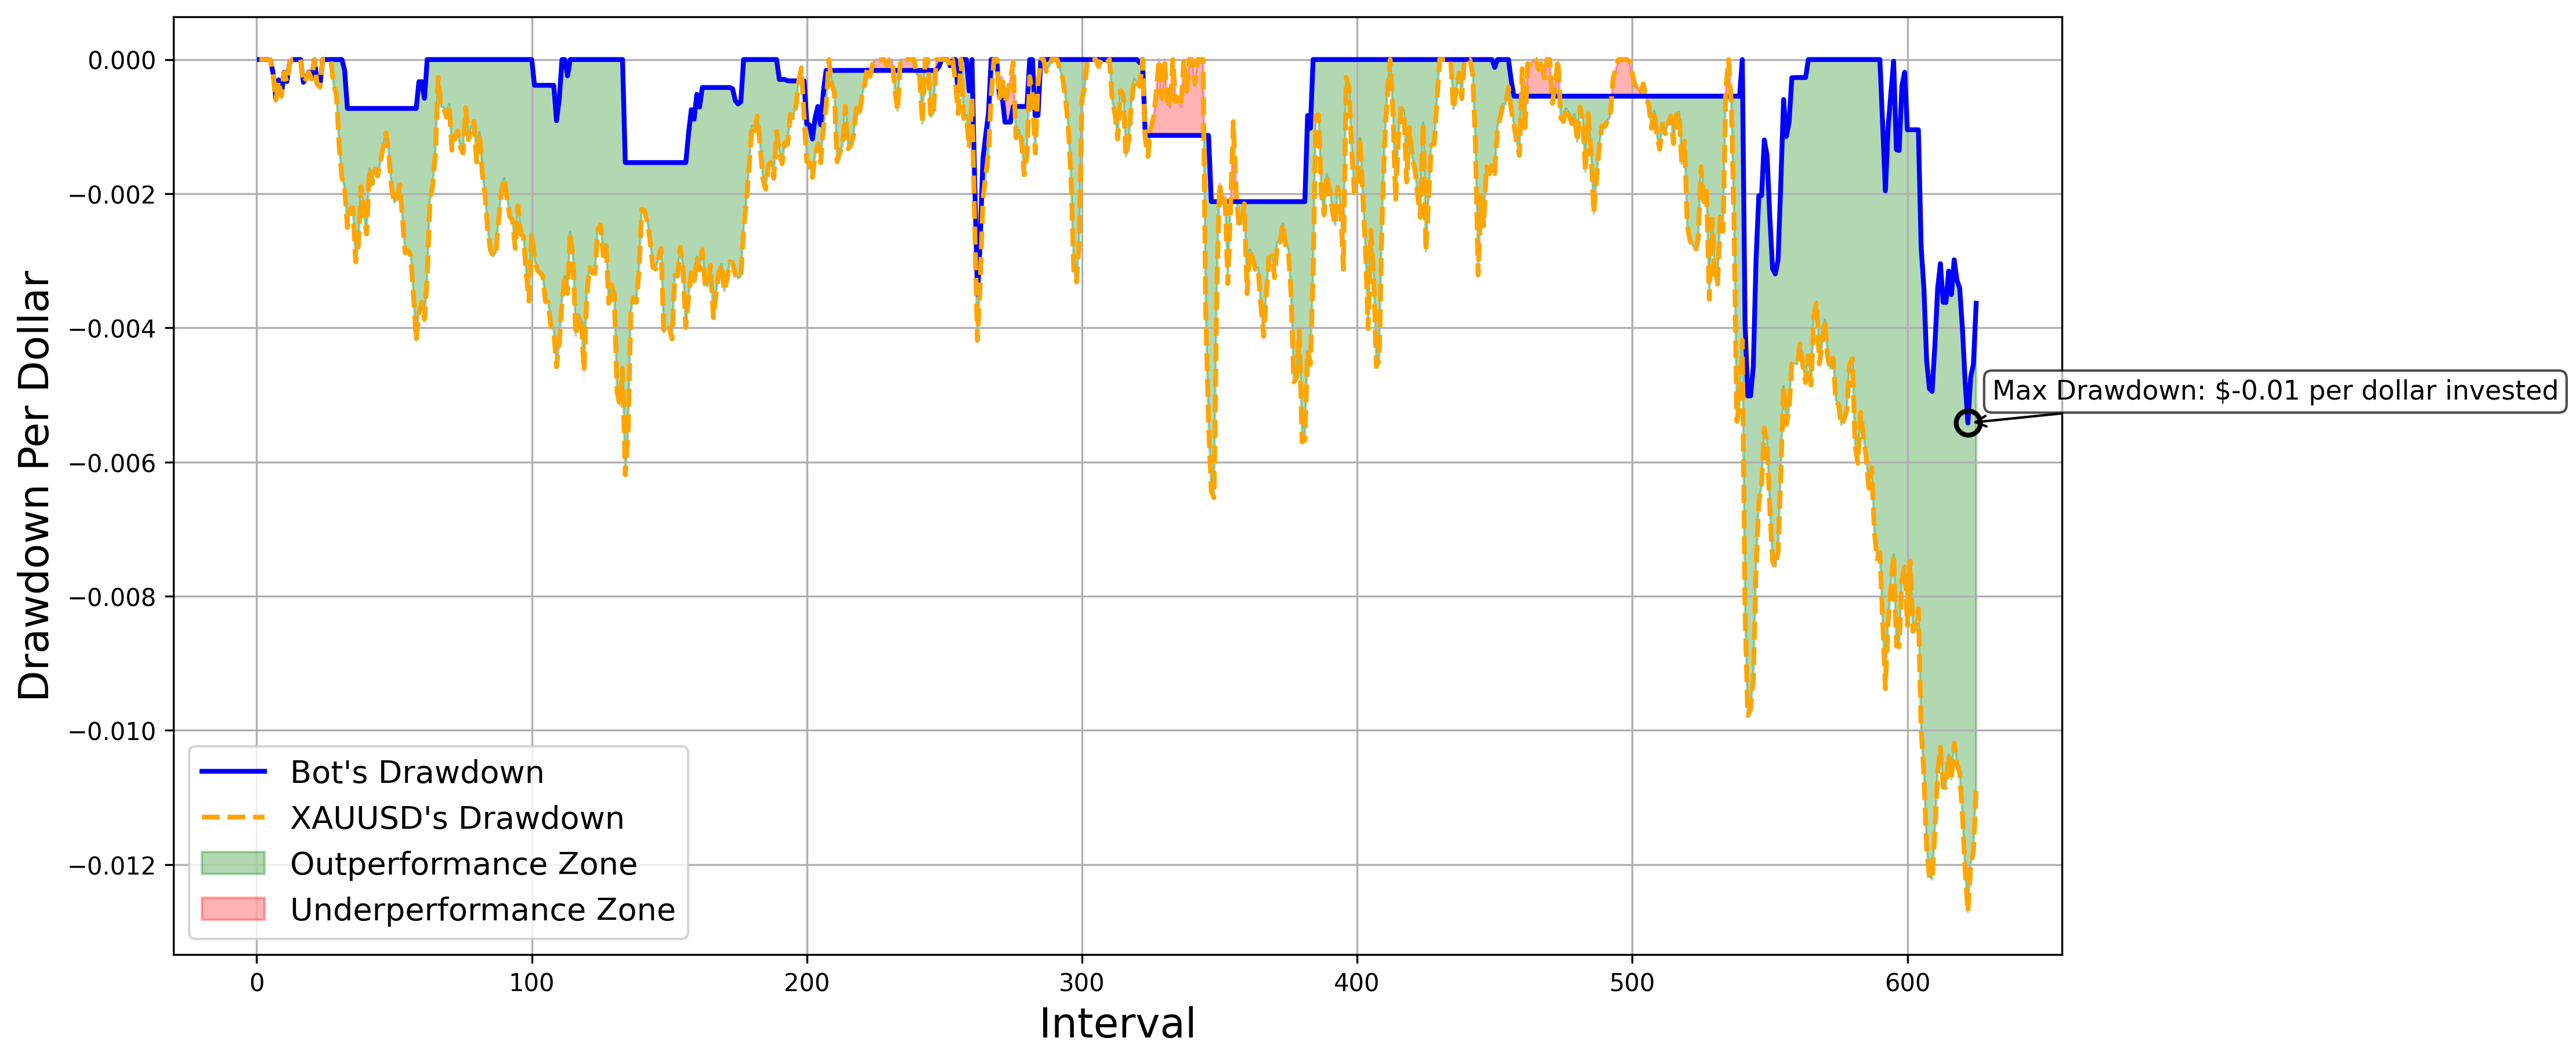 0.000
−0.002
−0.004
−0.006
−0.008
−0.010
−0.012
Drawdown Per Dollar
Max Drawdown: $-0.01 per dollar invested
Bot's Drawdown
XAUUSD's Drawdown
Outperformance Zone
Underperformance Zone
0 100 200 300 400 500 600
Interval